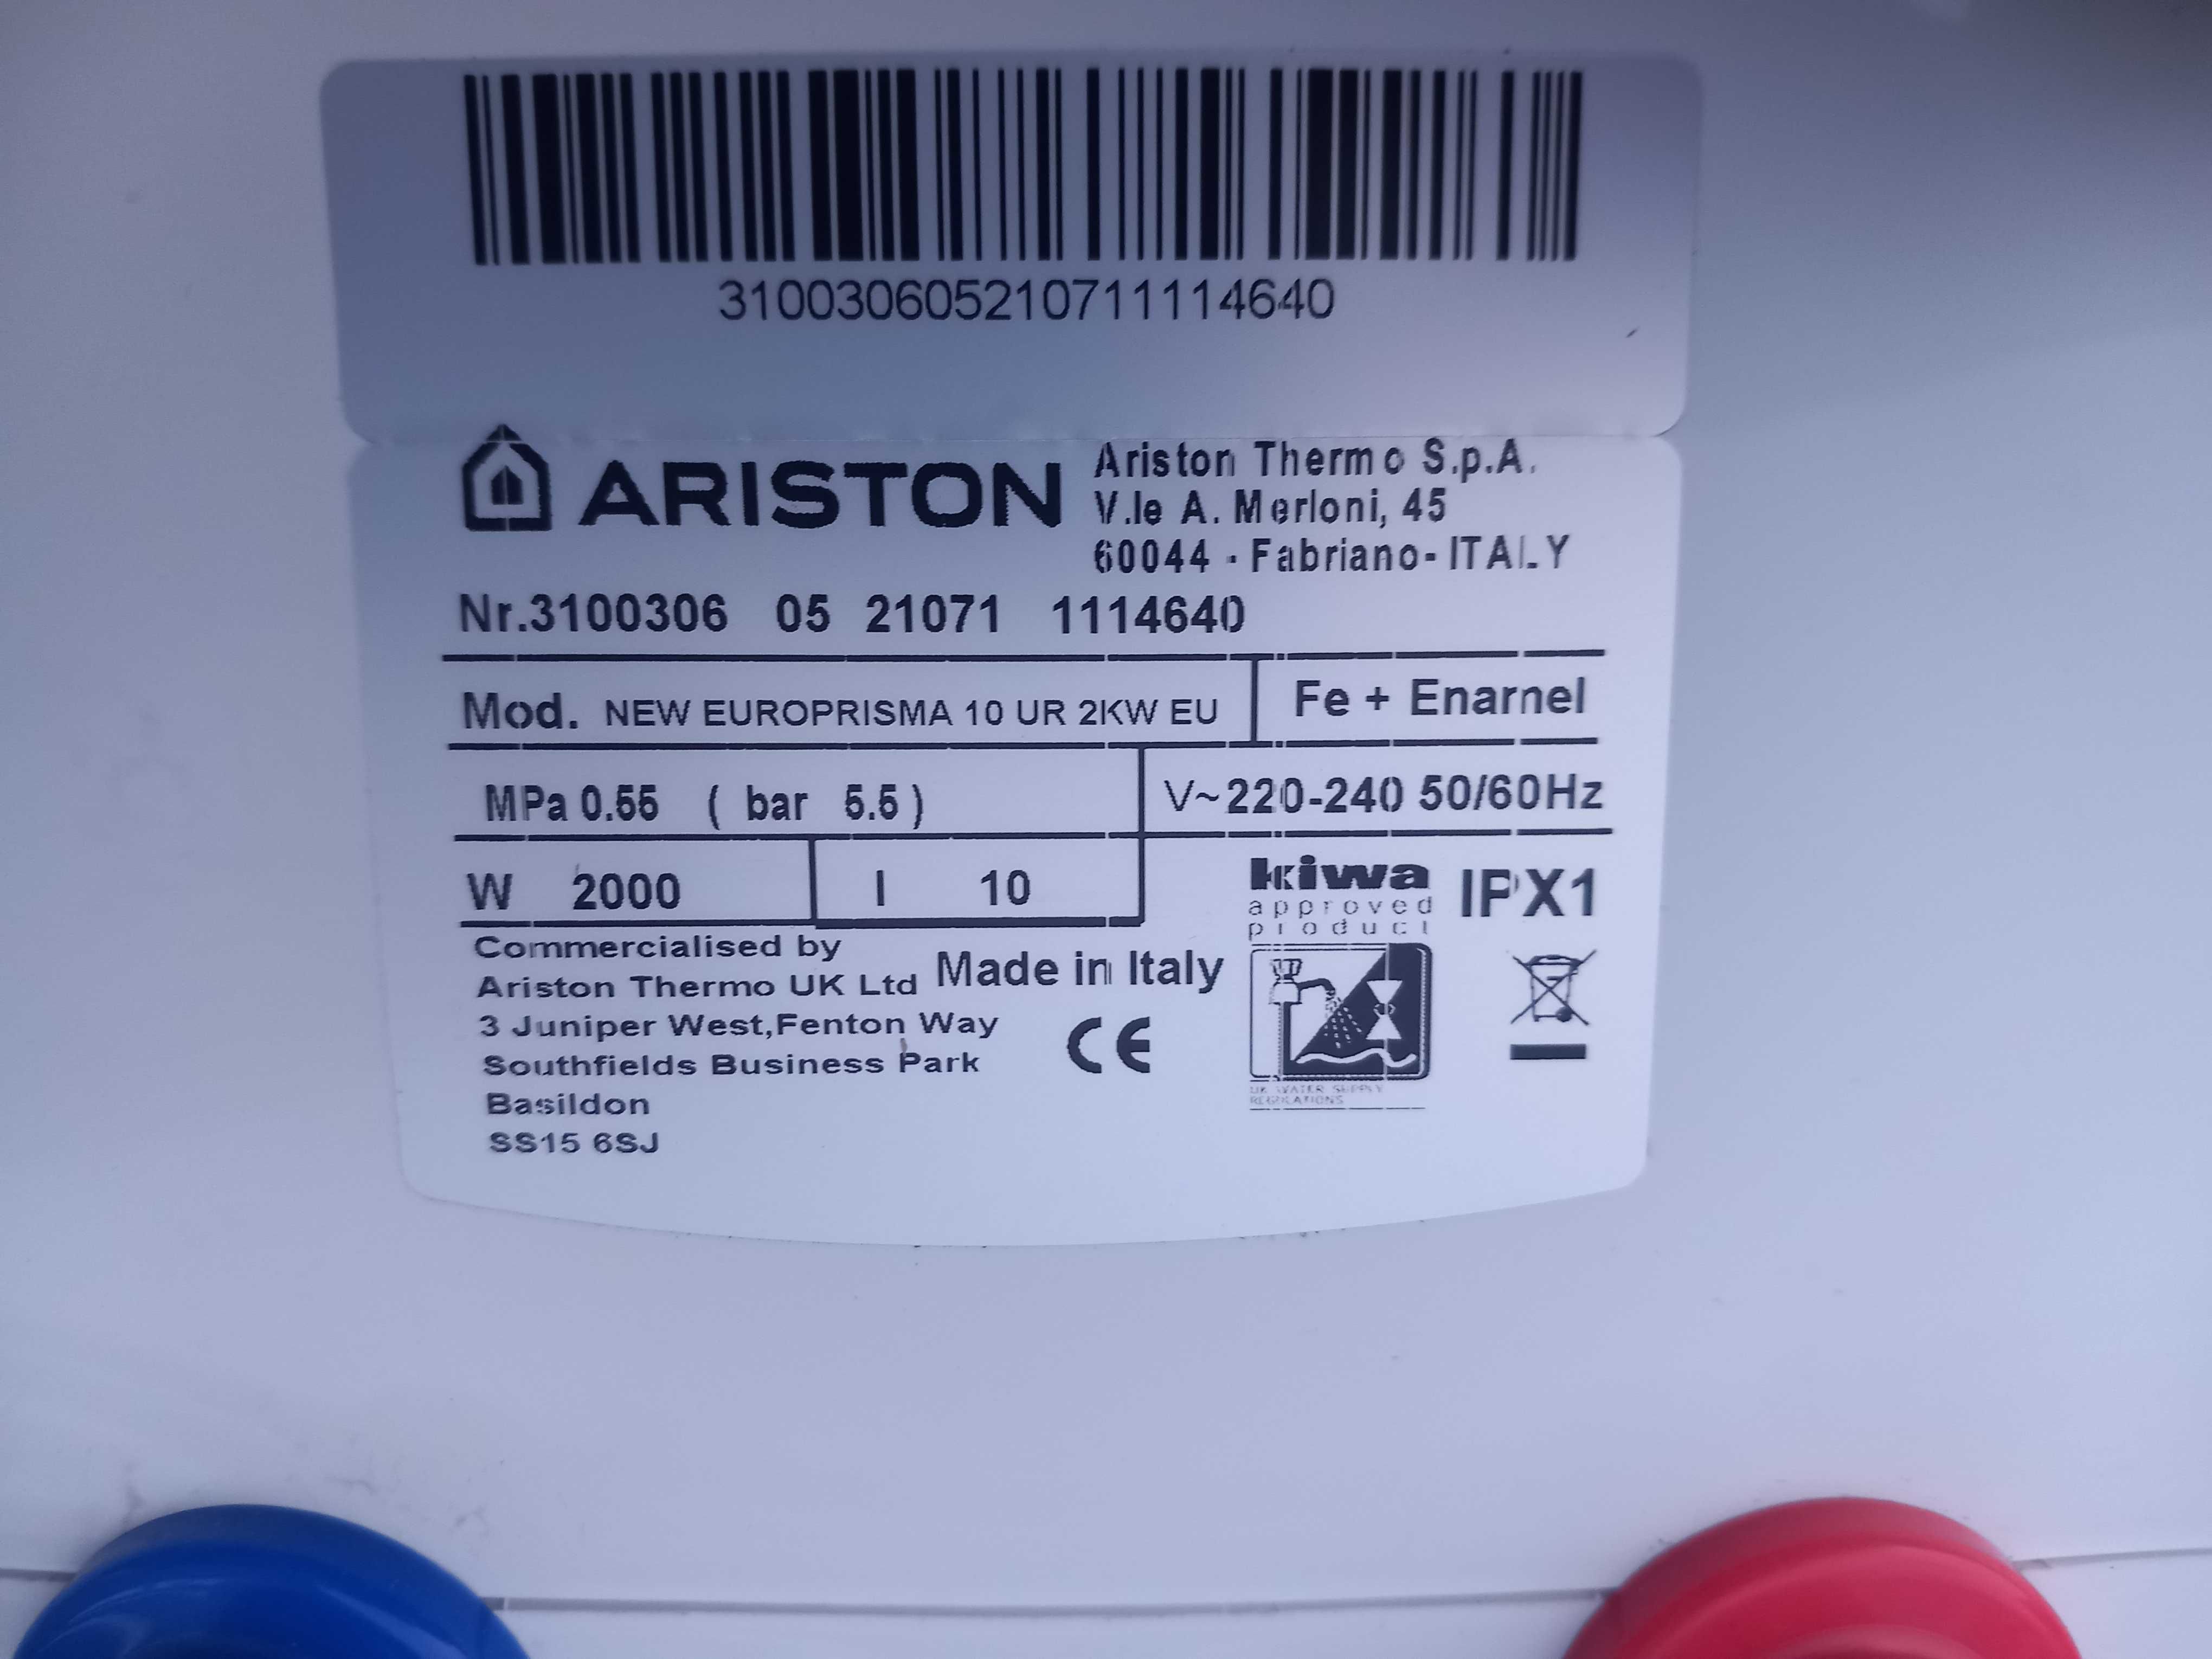 310030605210711114640
ARISTON
Ariston Thermo S.p.A.
V.le A. Merloni, 45
60044 - Fabriano- ITALY
Nr.3100306 05 21071 1114640
Mod. NEW EUROPRISMA 10 UR 2KW EU
Fe + Enamel
MPa 0.55 ( bar 5.5 )
V~220-240 50/60Hz
W 2000
l 10
kiwa
approved
product
IPX1
Commercialised by
Ariston Thermo UK Ltd
3 Juniper West,Fenton Way
Southfields Business Park
Basildon
SS15 6SJ
Made in Italy
CE
UK WATER SUPPLY
REGULATIONS